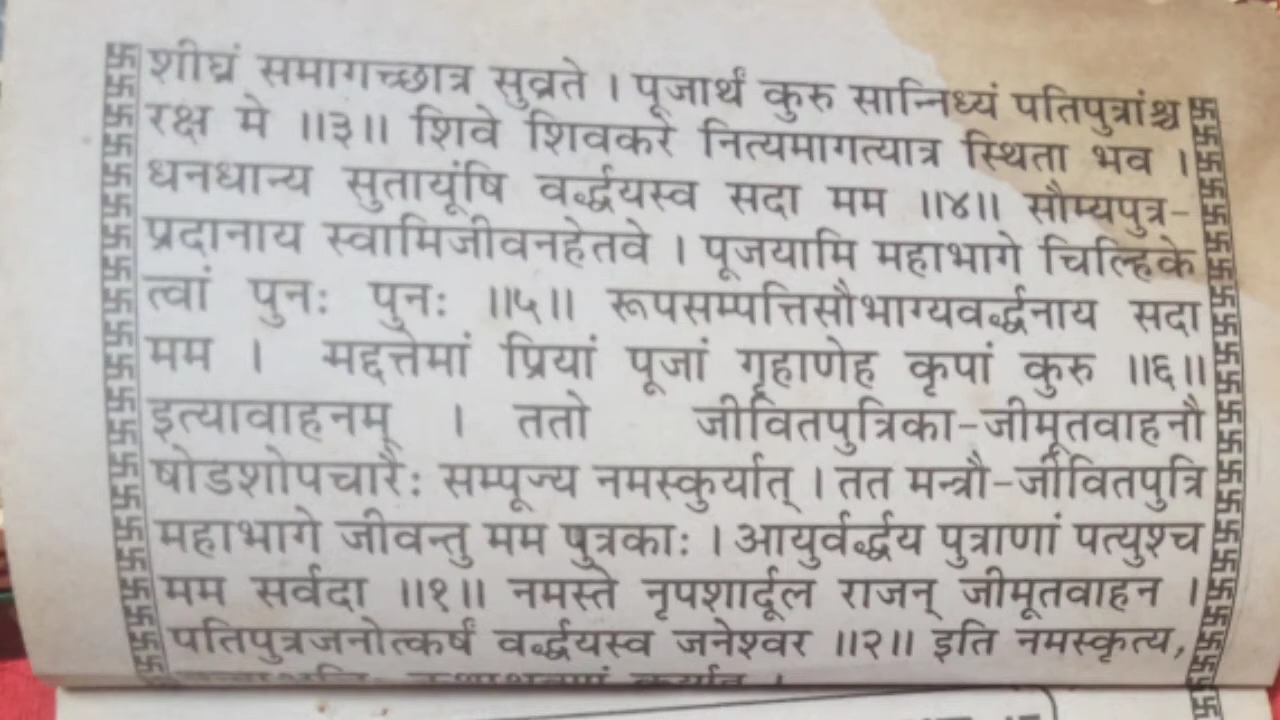 शीघ्रं समागच्छात्र सुव्रते । पूजार्थं कुरु सान्निध्यं पतिपुत्रांश्च
रक्ष मे ॥३॥ शिवे शिवकरे नित्यमागत्यात्र स्थिता भव ।
धनधान्य सुतायूंषि वर्द्धयस्व सदा मम ॥४॥ सौम्यपुत्र-
प्रदानाय स्वामिजीवनहेतवे । पूजयामि महाभागे चिल्हिके
त्वां पुनः पुनः ॥५॥ रूपसम्पत्तिसौभाग्यवर्द्धनाय सदा
मम । मद्दत्तेमां प्रियां पूजां गृहाणेह कृपां कुरु ॥६॥
इत्यावाहनम् । ततो जीवितपुत्रिका-जीमूतवाहनौ
षोडशोपचारैः सम्पूज्य नमस्कुर्यात् । तत मन्त्रौ-जीवितपुत्रि
महाभागे जीवन्तु मम पुत्रकाः । आयुर्वर्द्धय पुत्राणां पत्युश्च
मम सर्वदा ॥१॥ नमस्ते नृपशार्दूल राजन् जीमूतवाहन ।
पतिपुत्रजनोत्कर्षं वर्द्धयस्व जनेश्वर ॥२॥ इति नमस्कृत्य,